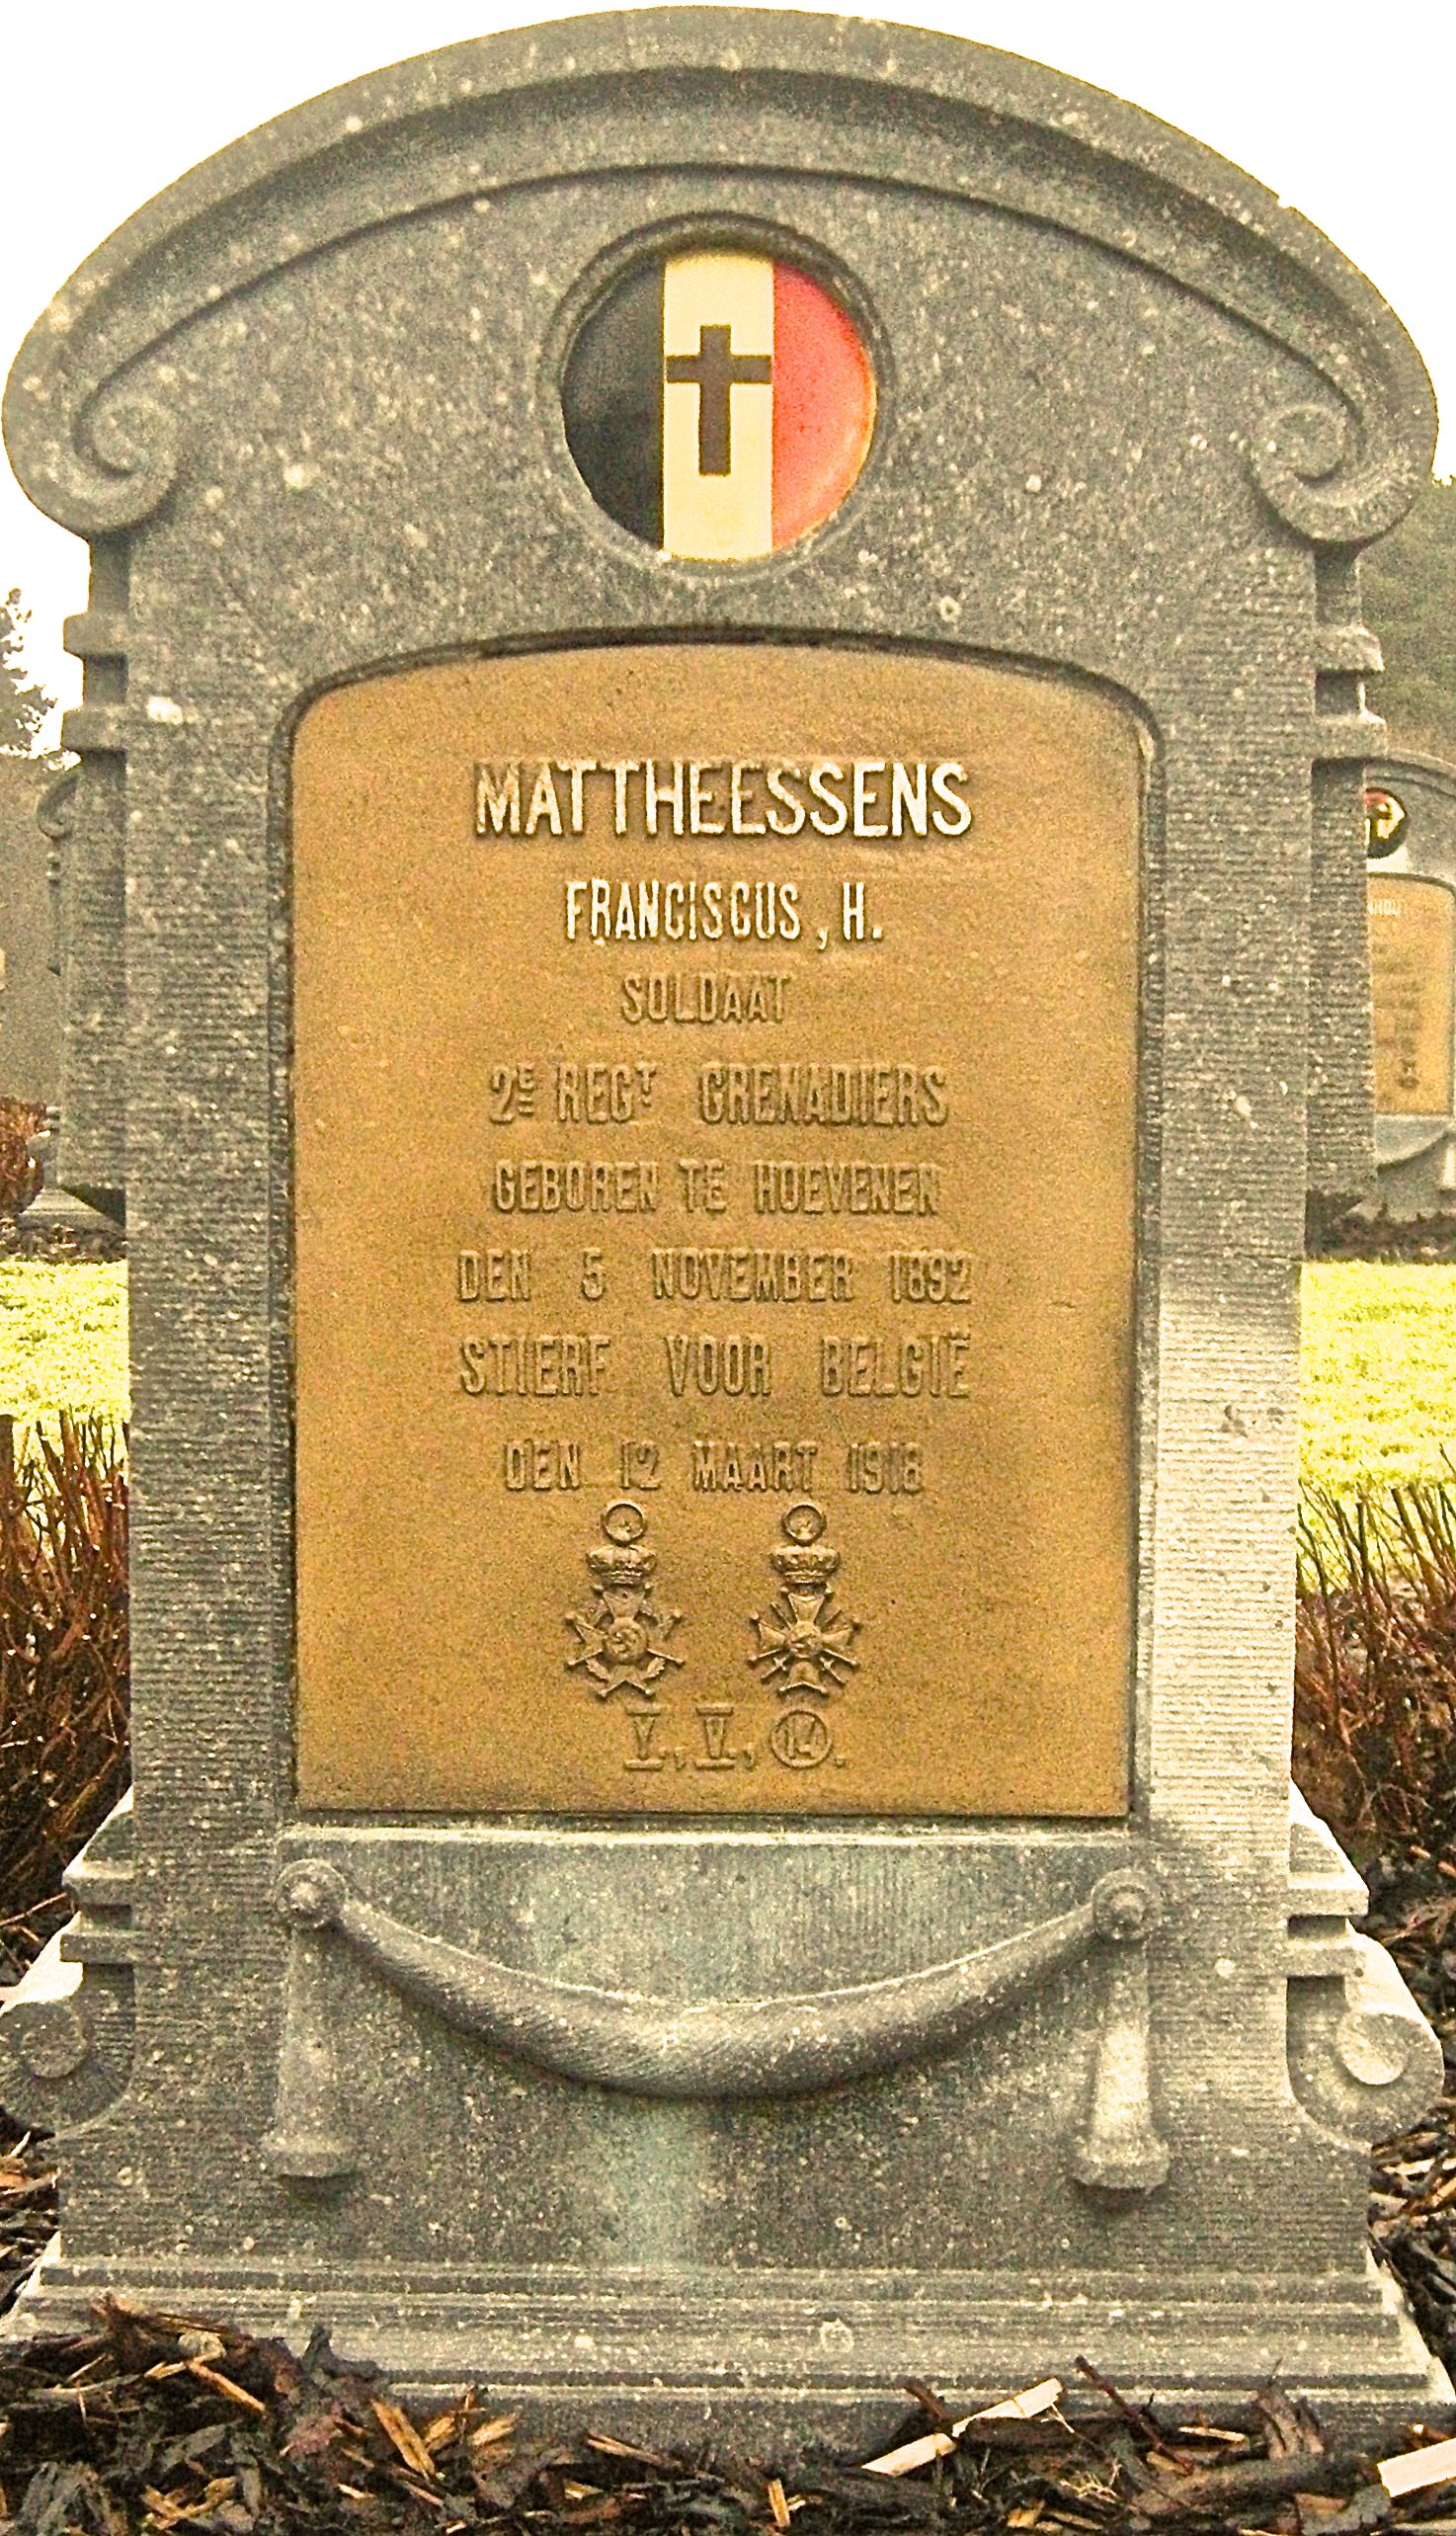 MATTHEESSENS
FRANCISCUS, H.
SOLDAAT
2E REGT GRENADIERS
GEBOREN TE HOEVENEN
DEN 5 NOVEMBER 1892
STIERF VOOR BELGIË
DEN 12 MAART 1918
V, V, 14.